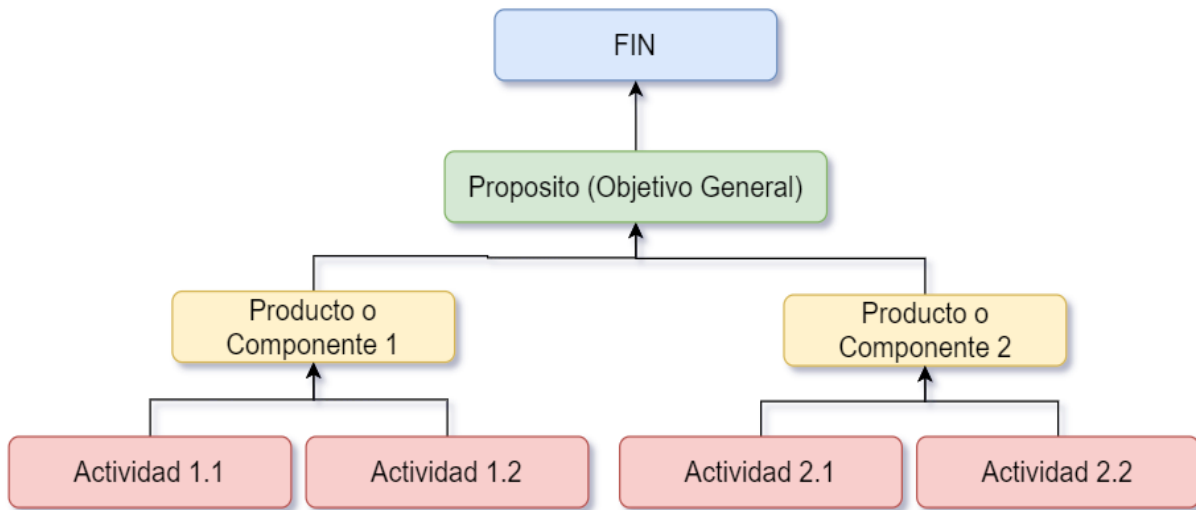 FIN
Proposito (Objetivo General)
Producto o
Componente 1
Producto o
Componente 2
Actividad 1.1
Actividad 1.2
Actividad 2.1
Actividad 2.2